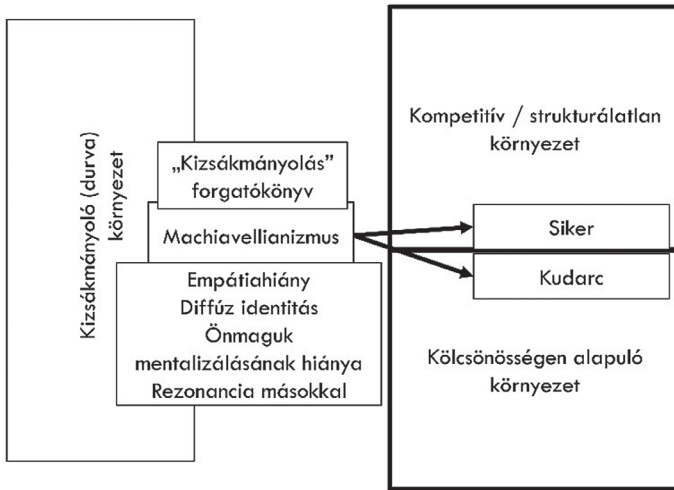 Kizsákmányoló (durva)
környezet
„Kizsákmányolás”
forgatókönyv
Machiavellianizmus
Empátiahiány
Diffúz identitás
Önmaguk
mentalizálásának hiánya
Rezonancia másokkal
Kompetitív / strukturálatlan
környezet
Siker
Kudarc
Kölcsönösségen alapuló
környezet